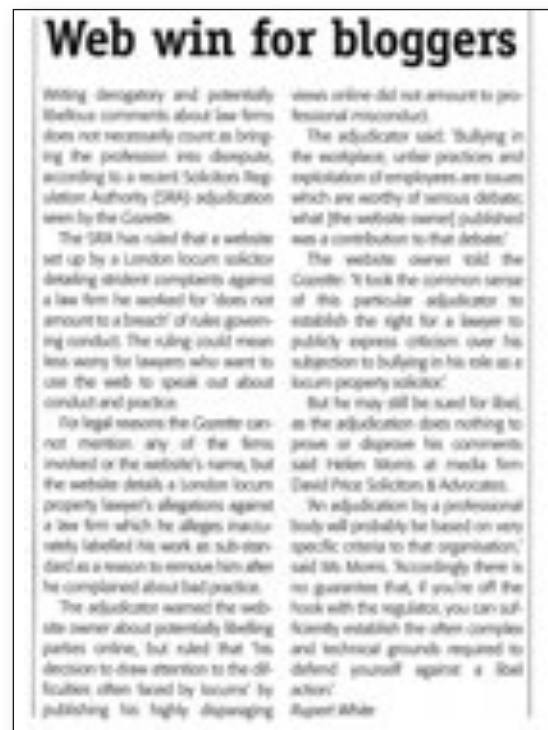 Web win for bloggers
Writing derogatory and potentially
libellous comments about law firms
does not necessarily count as bring-
ing the profession into disrepute,
according to a recent Solicitors Reg-
ulation Authority (SRA) adjudication
seen by the Gazette.
The SRA has ruled that a website
set up by a London locum solicitor
detailing strident complaints against
a law firm he worked for 'does not
amount to a breach' of rules govern-
ing conduct. The ruling could mean
less worry for lawyers who want to
use the web to speak out about
conduct and practice.
For legal reasons the Gazette can-
not mention any of the firms
involved or the website's name, but
the website details a London locum
property lawyer's allegations against
a law firm which he alleges inaccu-
rately labelled his work as sub-stan-
dard as a reason to remove him after
he complained about bad practice.
The adjudicator warned the web-
site owner about potentially libelling
parties online, but ruled that 'his
decision to draw attention to the dif-
ficulties often faced by locums' by
publishing his highly disparaging
views online did not amount to pro-
fessional misconduct.
The adjudicator said: 'Bullying in
the workplace, unfair practices and
exploitation of employees are issues
which are worthy of serious debate;
what [the website owner] published
was a contribution to that debate.'
The website owner told the
Gazette: 'It took the common sense
of this particular adjudicator to
establish the right for a lawyer to
publicly express criticism over his
subjection to bullying in his role as a
locum property solicitor.'
But he may still be sued for libel,
as the adjudication does nothing to
prove or disprove his comments
said Helen Morris at media firm
David Price Solicitors & Advocates.
'An adjudication by a professional
body will probably be based on very
specific criteria to that organisation,'
said Ms Morris. 'Accordingly there is
no guarantee that, if you're off the
hook with the regulator, you can suf-
ficiently establish the often complex
and technical grounds required to
defend yourself against a libel
action.'
Rupert White